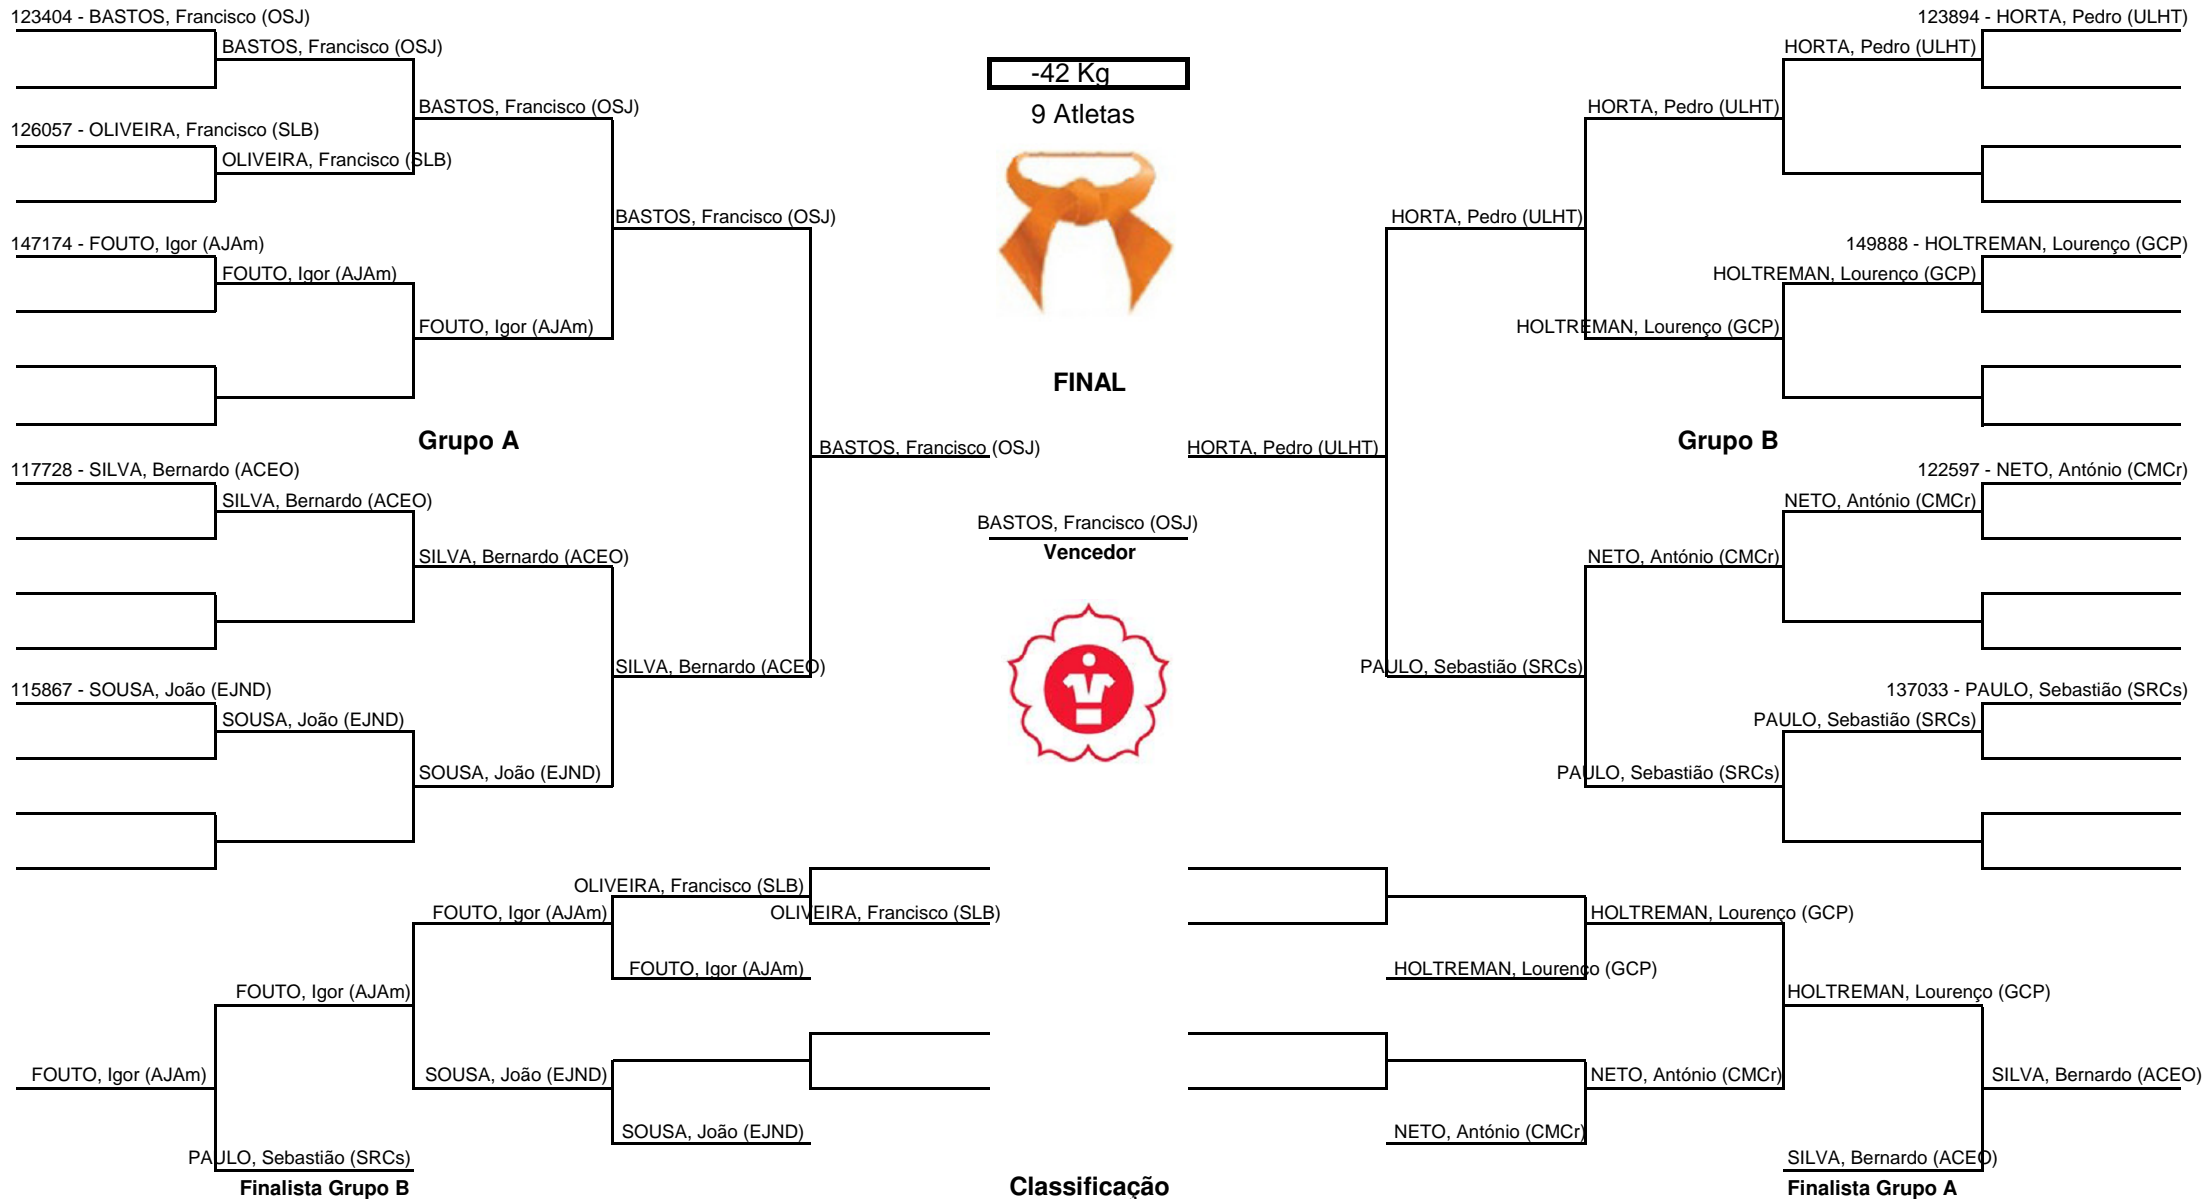 123404 - BASTOS, Francisco (OSJ)
BASTOS, Francisco (OSJ)
BASTOS, Francisco (OSJ)
126057 - OLIVEIRA, Francisco (SLB)
OLIVEIRA, Francisco (SLB)
BASTOS, Francisco (OSJ)
147174 - FOUTO, Igor (AJAm)
FOUTO, Igor (AJAm)
FOUTO, Igor (AJAm)
Grupo A
BASTOS, Francisco (OSJ)
117728 - SILVA, Bernardo (ACEO)
SILVA, Bernardo (ACEO)
SILVA, Bernardo (ACEO)
SILVA, Bernardo (ACEO)
115867 - SOUSA, João (EJND)
SOUSA, João (EJND)
SOUSA, João (EJND)
-42 Kg
9 Atletas
FINAL
BASTOS, Francisco (OSJ)
Vencedor
123894 - HORTA, Pedro (ULHT)
HORTA, Pedro (ULHT)
HORTA, Pedro (ULHT)
HORTA, Pedro (ULHT)
149888 - HOLTREMAN, Lourenço (GCP)
HOLTREMAN, Lourenço (GCP)
HOLTREMAN, Lourenço (GCP)
Grupo B
HORTA, Pedro (ULHT)
122597 - NETO, António (CMCr)
NETO, António (CMCr)
NETO, António (CMCr)
PAULO, Sebastião (SRCs)
137033 - PAULO, Sebastião (SRCs)
PAULO, Sebastião (SRCs)
PAULO, Sebastião (SRCs)
OLIVEIRA, Francisco (SLB)
FOUTO, Igor (AJAm)
OLIVEIRA, Francisco (SLB)
FOUTO, Igor (AJAm)
FOUTO, Igor (AJAm)
FOUTO, Igor (AJAm)
SOUSA, João (EJND)
SOUSA, João (EJND)
PAULO, Sebastião (SRCs)
Finalista Grupo B
Classificação
HOLTREMAN, Lourenço (GCP)
HOLTREMAN, Lourenço (GCP)
HOLTREMAN, Lourenço (GCP)
NETO, António (CMCr)
SILVA, Bernardo (ACEO)
NETO, António (CMCr)
SILVA, Bernardo (ACEO)
Finalista Grupo A